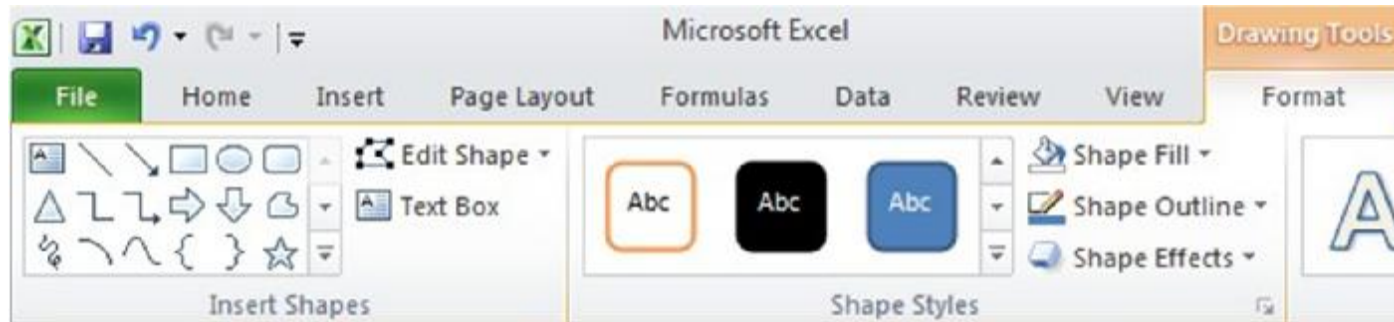 Microsoft Excel Drawing Tools
File Home Insert Page Layout Formulas Data Review View Format
Edit Shape
Text Box
Abc Abc Abc
Shape Fill
Shape Outline
Shape Effects
A
Insert Shapes Shape Styles